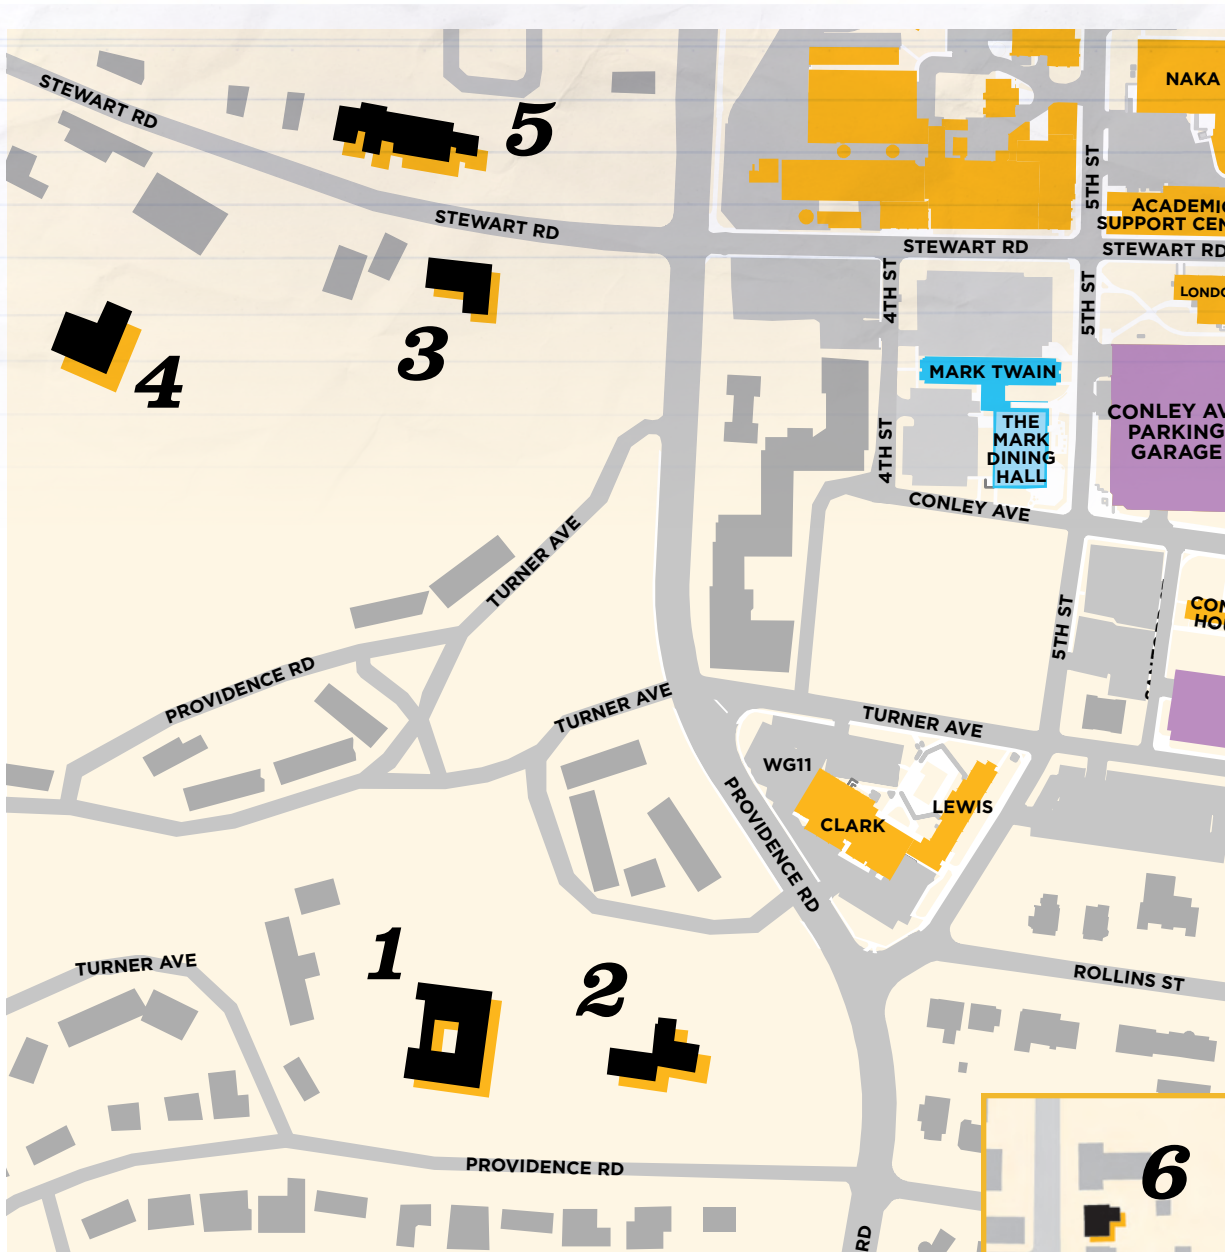 STEWART RD
5
NAKA
5TH ST
ACADEMIC
SUPPORT CEN
STEWART RD
STEWART RD
STEWART RD
4TH ST
5TH ST
LONDO
3
4
MARK TWAIN
THE
MARK
DINING
HALL
CONLEY AV
PARKING
GARAGE
4TH ST
CONLEY AVE
TURNER AVE
5TH ST
CON
HOU
PROVIDENCE RD
TURNER AVE
TURNER AVE
WG11
PROVIDENCE RD
LEWIS
CLARK
1
2
TURNER AVE
ROLLINS ST
PROVIDENCE RD
6
RD